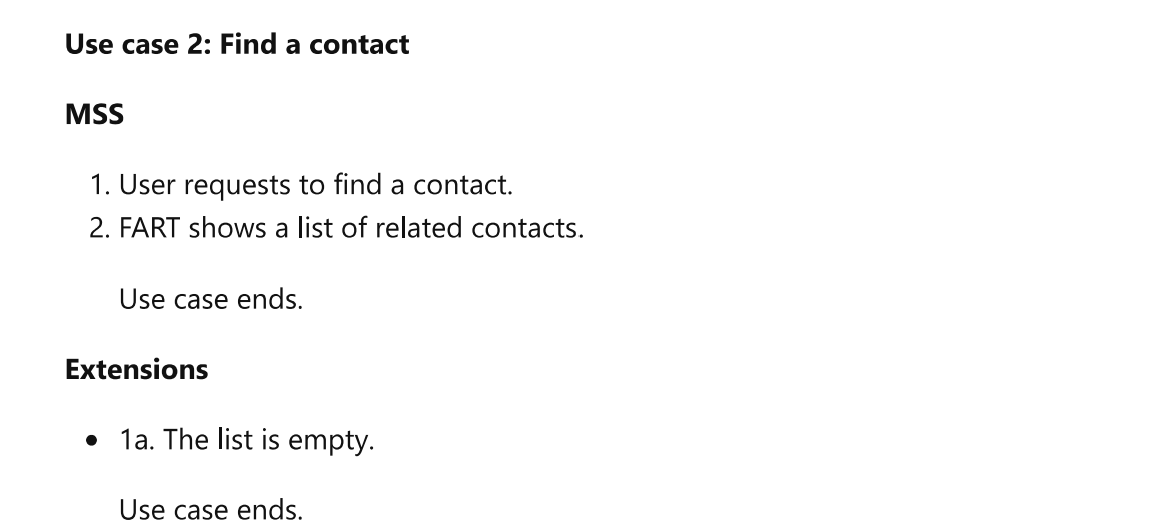 Use case 2: Find a contact
MSS
1. User requests to find a contact.
2. FART shows a list of related contacts.
Use case ends.
Extensions
• 1a. The list is empty.
Use case ends.